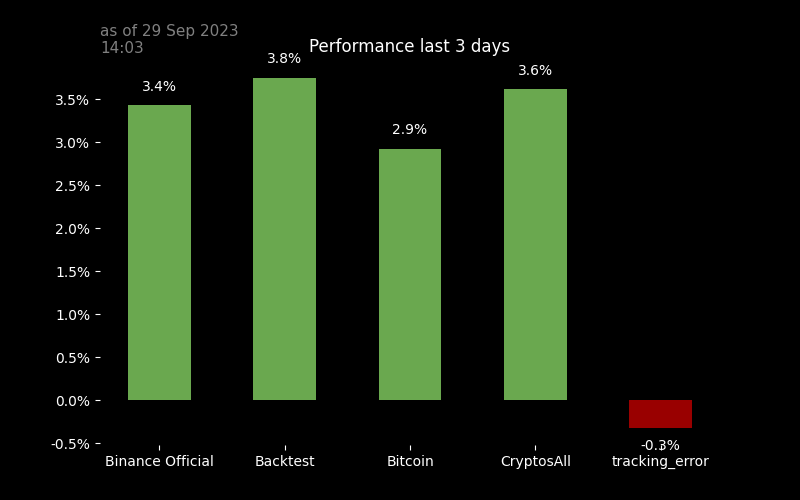 as of 29 Sep 2023
14:03
Performance last 3 days
3.4%
3.8%
2.9%
3.6%
-0.3%
3.5%
3.0%
2.5%
2.0%
1.5%
1.0%
0.5%
0.0%
-0.5%
Binance Official
Backtest
Bitcoin
CryptosAll
tracking_error